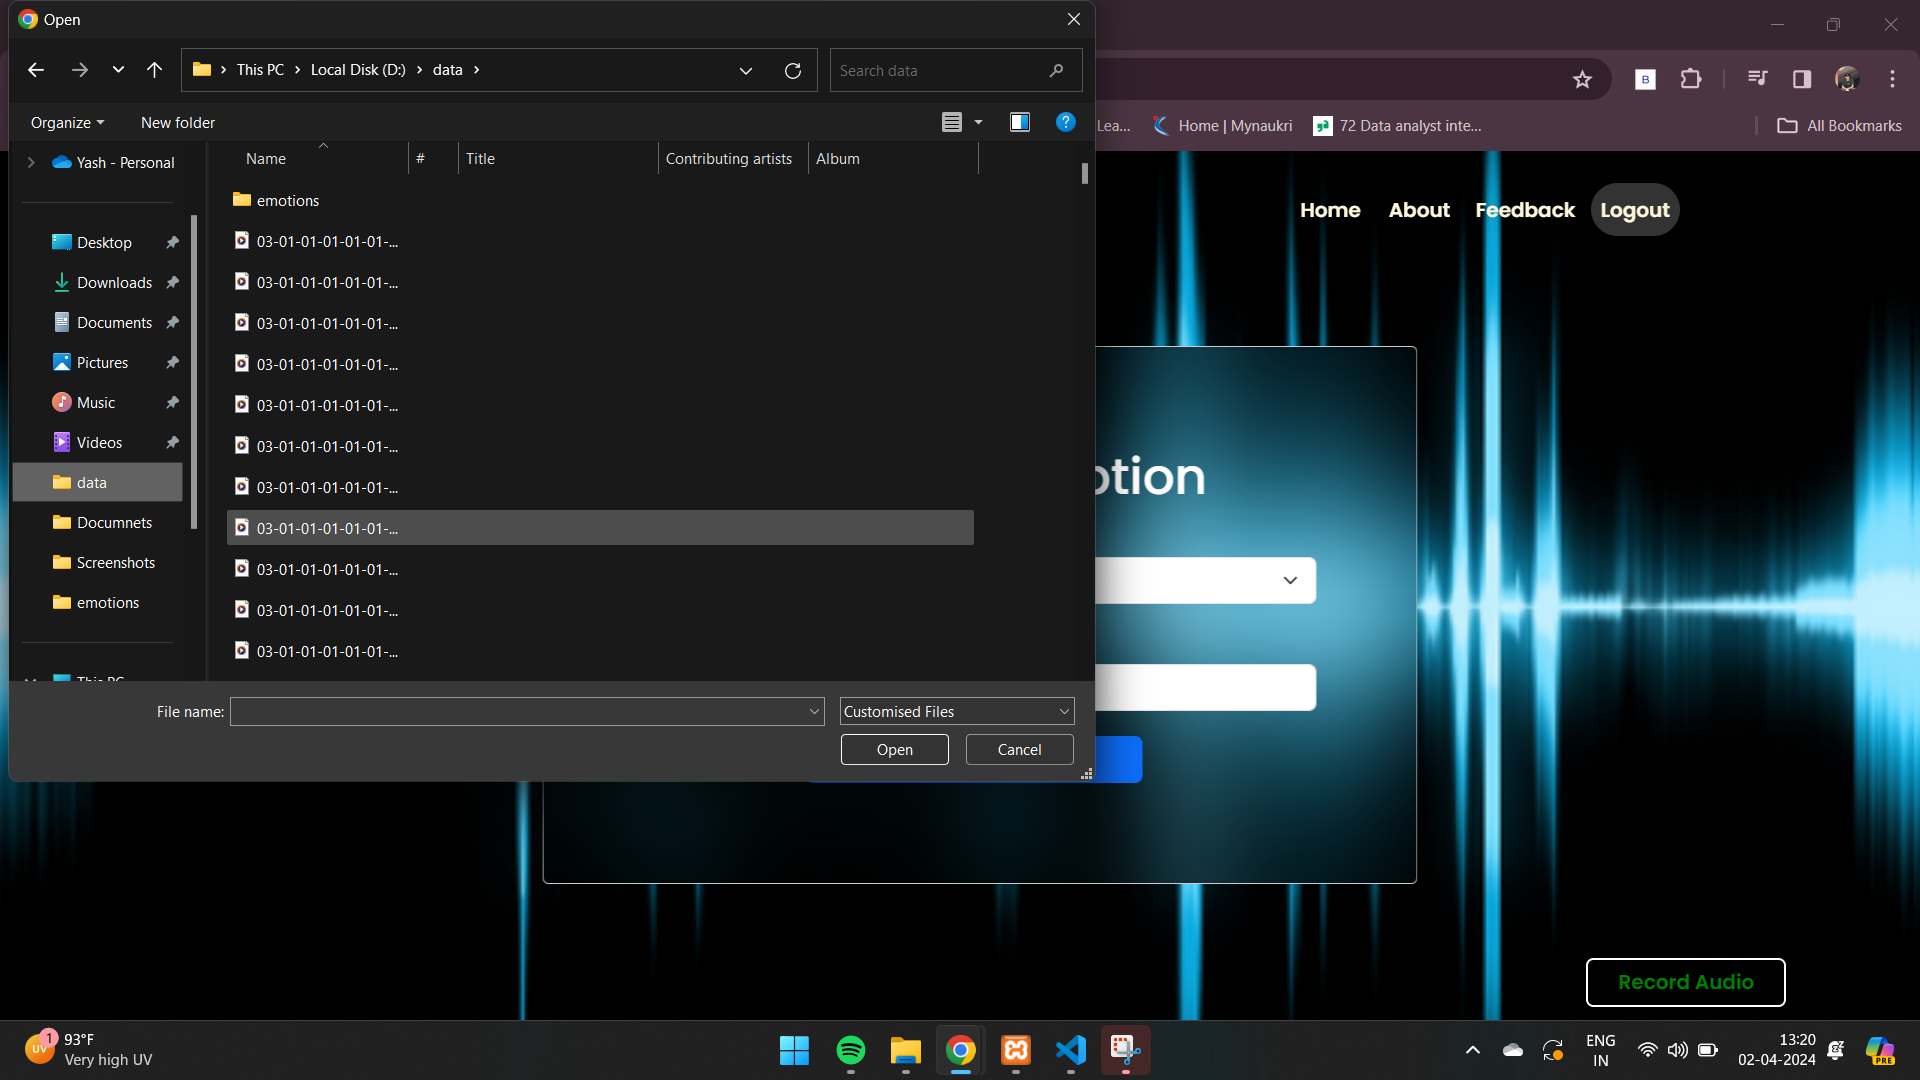 Open
This PC > Local Disk (D:) > data >
Search data
Organize
New folder
Yash - Personal
Desktop
Downloads
Documents
Pictures
Music
Videos
data
Documnets
Screenshots
emotions
This PC
Name
#
Title
Contributing artists
Album
emotions
03-01-01-01-01-01-...
03-01-01-01-01-01-...
03-01-01-01-01-01-...
03-01-01-01-01-01-...
03-01-01-01-01-01-...
03-01-01-01-01-01-...
03-01-01-01-01-01-...
03-01-01-01-01-01-...
03-01-01-01-01-01-...
03-01-01-01-01-01-...
03-01-01-01-01-01-...
File name:
Customised Files
Open
Cancel
B
Lea...
Home | Mynaukri
72 Data analyst inte...
All Bookmarks
Home
About
Feedback
Logout
otion
Record Audio
UV
1
93°F
Very high UV
ENG
IN
13:20
02-04-2024
PRE